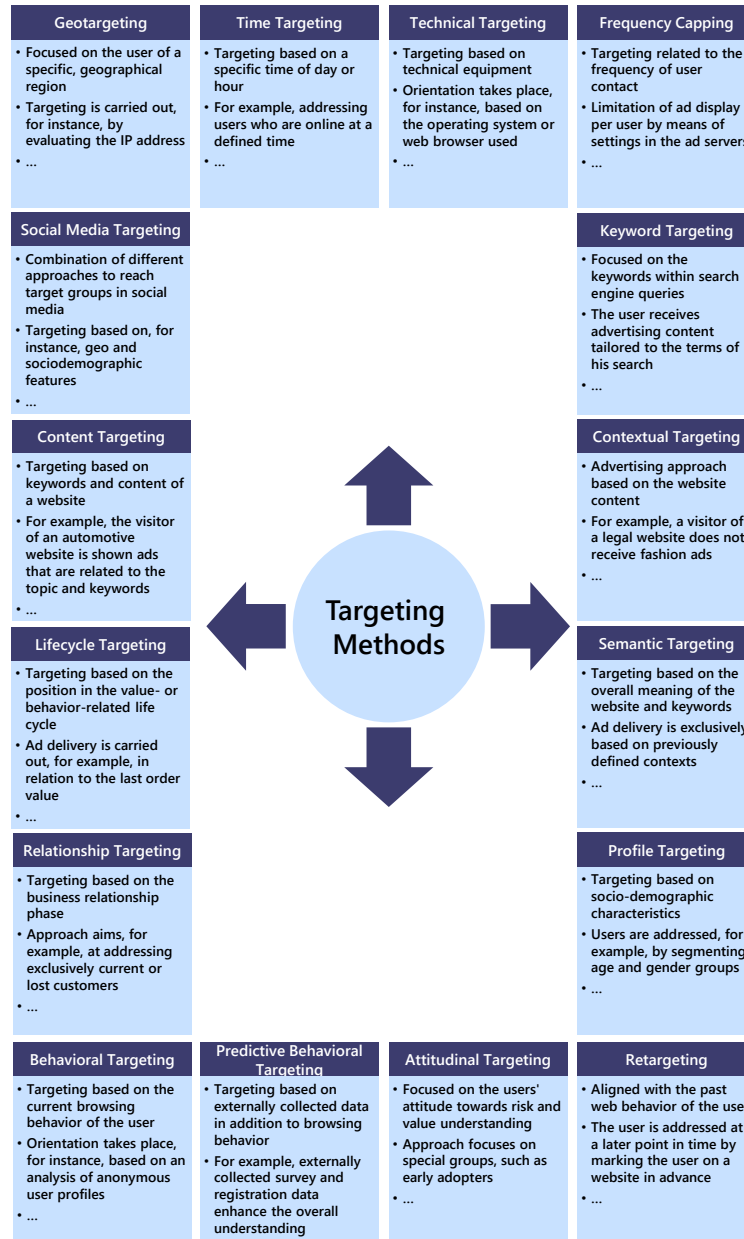 Geotargeting
• Focused on the user of a
specific, geographical
region
• Targeting is carried out,
for instance, by
evaluating the IP address
• ...
Time Targeting
• Targeting based on a
specific time of day or
hour
• For example, addressing
users who are online at a
defined time
• ...
Technical Targeting
• Targeting based on
technical equipment
• Orientation takes place,
for instance, based on
the operating system or
web browser used
• ...
Frequency Capping
• Targeting related to the
frequency of user
contact
• Limitation of ad display
per user by means of
settings in the ad servers
• ...
Social Media Targeting
• Combination of different
approaches to reach
target groups in social
media
• Targeting based on, for
instance, geo and
sociodemographic
features
• ...
Keyword Targeting
• Focused on the
keywords within search
engine queries
• The user receives
advertising content
tailored to the terms of
his search
• ...
Content Targeting
• Targeting based on
keywords and content of
a website
• For example, the visitor
of an automotive
website is shown ads
that are related to the
topic and keywords
• ...
Contextual Targeting
• Advertising approach
based on the website
content
• For example, a visitor of
a legal website does not
receive fashion ads
• ...
Targeting
Methods
Lifecycle Targeting
• Targeting based on the
position in the value- or
behavior-related life
cycle
• Ad delivery is carried
out, for example, in
relation to the last order
value
• ...
Semantic Targeting
• Targeting based on the
overall meaning of the
website and keywords
• Ad delivery is exclusively
based on previously
defined contexts
• ...
Relationship Targeting
• Targeting based on the
business relationship
phase
• Approach aims, for
example, at addressing
exclusively current or
lost customers
• ...
Profile Targeting
• Targeting based on
socio-demographic
characteristics
• Users are addressed, for
example, by segmenting
age and gender groups
• ...
Behavioral Targeting
• Targeting based on the
current browsing
behavior of the user
• Orientation takes place,
for instance, based on an
analysis of anonymous
user profiles
• ...
Predictive Behavioral
Targeting
• Targeting based on
externally collected data
in addition to browsing
behavior
• For example, externally
collected survey and
registration data
enhance the overall
understanding
Attitudinal Targeting
• Focused on the users'
attitude towards risk and
value understanding
• Approach focuses on
special groups, such as
early adopters
• ...
Retargeting
• Aligned with the past
web behavior of the use
• The user is addressed at
a later point in time by
marking the user on a
website in advance
• ...